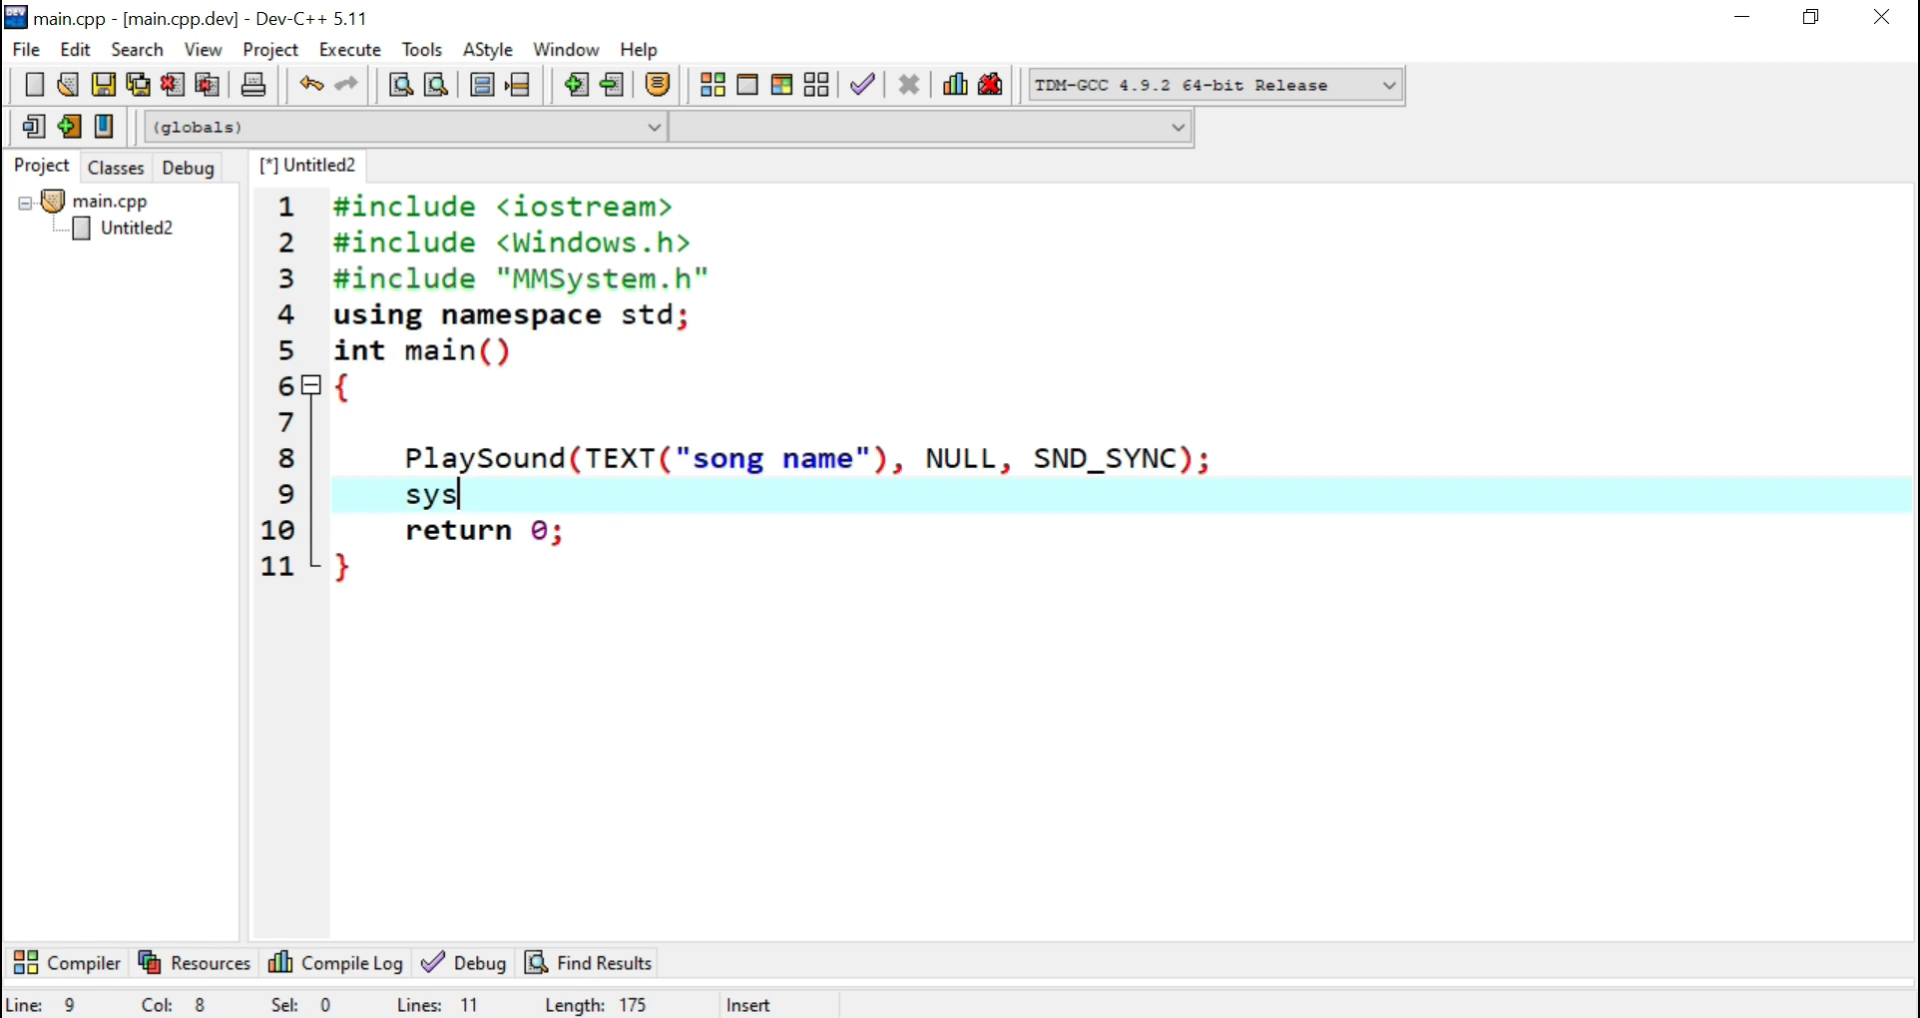 main.cpp - [main.cpp.dev] - Dev-C++ 5.11
File Edit Search View Project Execute Tools AStyle Window Help
TDM-GCC 4.9.2 64-bit Release
(globals)
Project Classes Debug
[*] Untitled2
main.cpp
Untitled2
1 #include <iostream>
2 #include <Windows.h>
3 #include "MMSystem.h"
4 using namespace std;
5 int main()
6 {
7
8 PlaySound(TEXT("song name"), NULL, SND_SYNC);
9 sys
10 return 0;
11 }
Compiler Resources Compile Log Debug Find Results
Line: 9 Col: 8 Sel: 0 Lines: 11 Length: 175 Insert